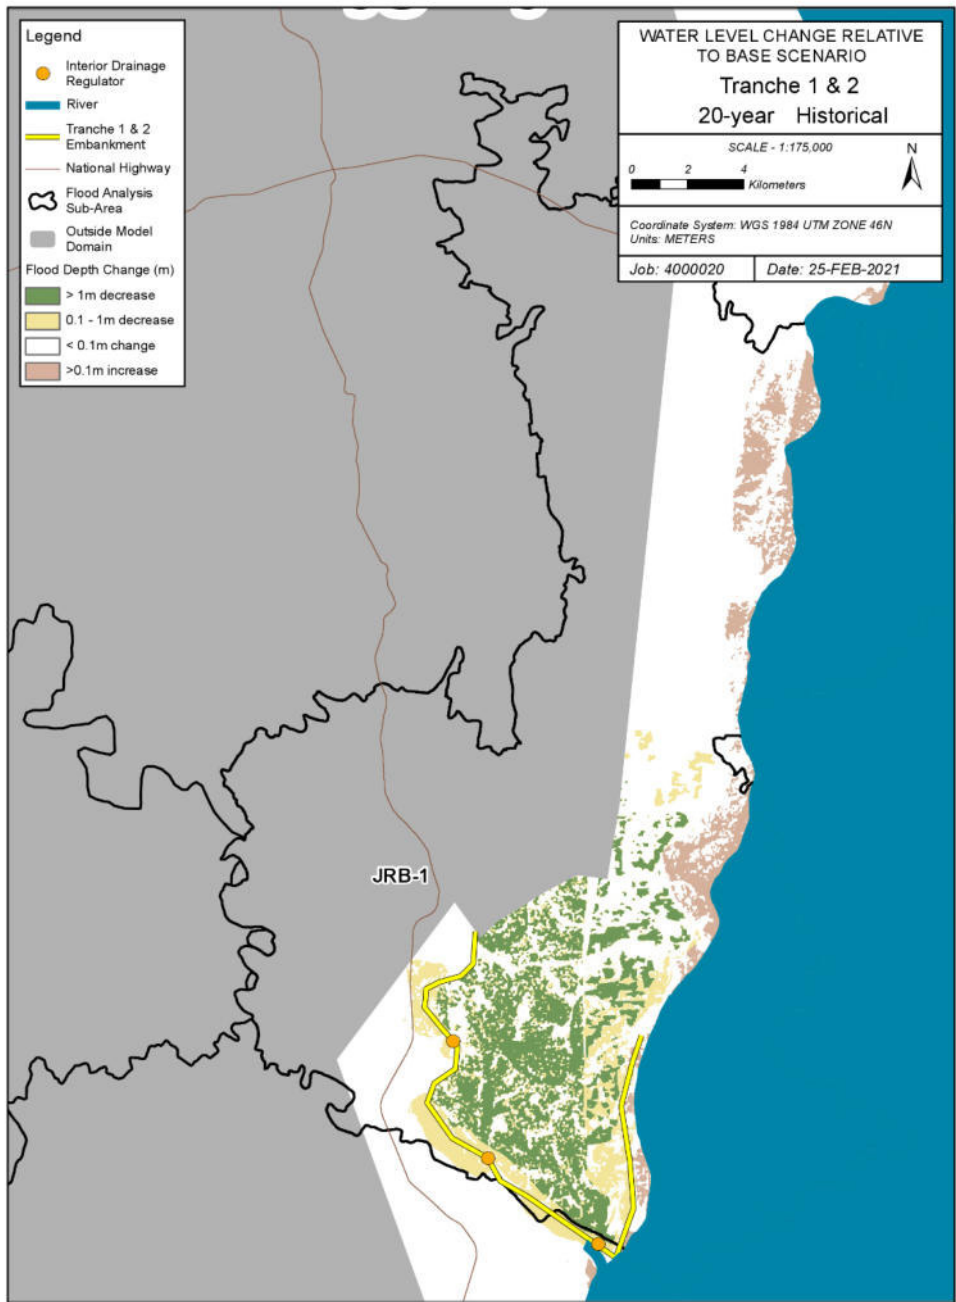 Legend
Interior Drainage
Regulator
River
Tranche 1 & 2
Embankment
National Highway
Flood Analysis
Sub-Area
Outside Model
Domain
Flood Depth Change (m)
> 1m decrease
0.1 - 1m decrease
< 0.1m change
>0.1m increase
WATER LEVEL CHANGE RELATIVE
TO BASE SCENARIO
Tranche 1 & 2
20-year Historical
SCALE - 1:175,000
0 2 4
Kilometers
N
Coordinate System: WGS 1984 UTM ZONE 46N
Units: METERS
Job: 4000020 Date: 25-FEB-2021
JRB-1